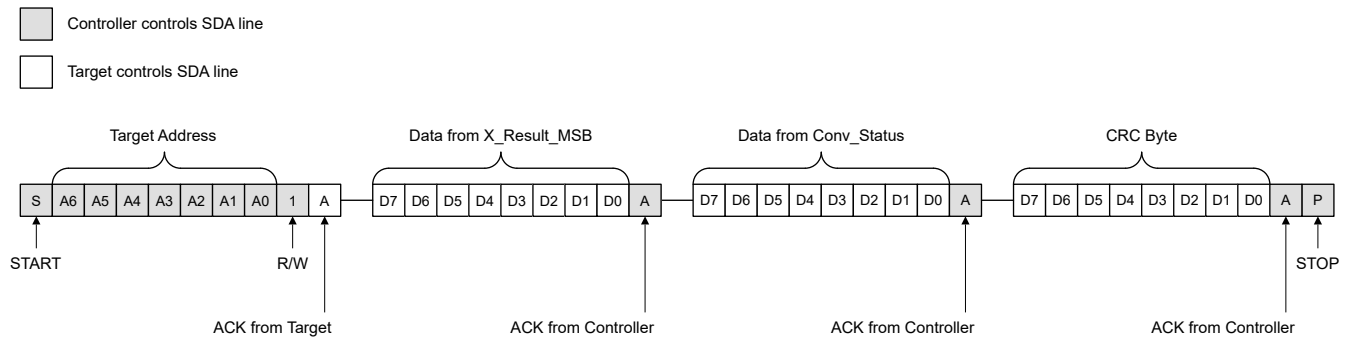 Controller controls SDA line
Target controls SDA line
Target Address
Data from X_Result_MSB
Data from Conv_Status
CRC Byte
S A6 A5 A4 A3 A2 A1 A0 1 A D7 D6 D5 D4 D3 D2 D1 D0 A D7 D6 D5 D4 D3 D2 D1 D0 A D7 D6 D5 D4 D3 D2 D1 D0 A P
START
R/W
STOP
ACK from Target
ACK from Controller
ACK from Controller
ACK from Controller